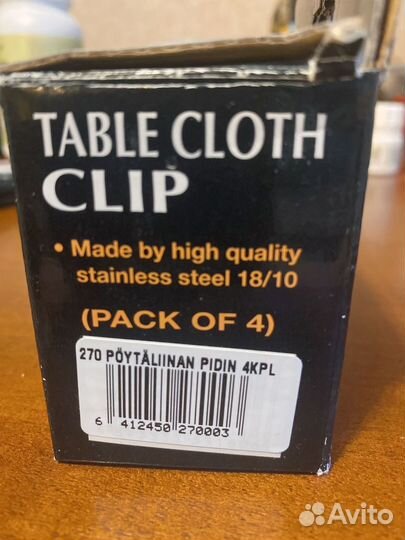 TABLE CLOTH
CLIP
• Made by high quality
stainless steel 18/10
(PACK OF 4)
270 PÖYTÄLIINAN PIDIN 4KPL
6 412450 270003
Avito